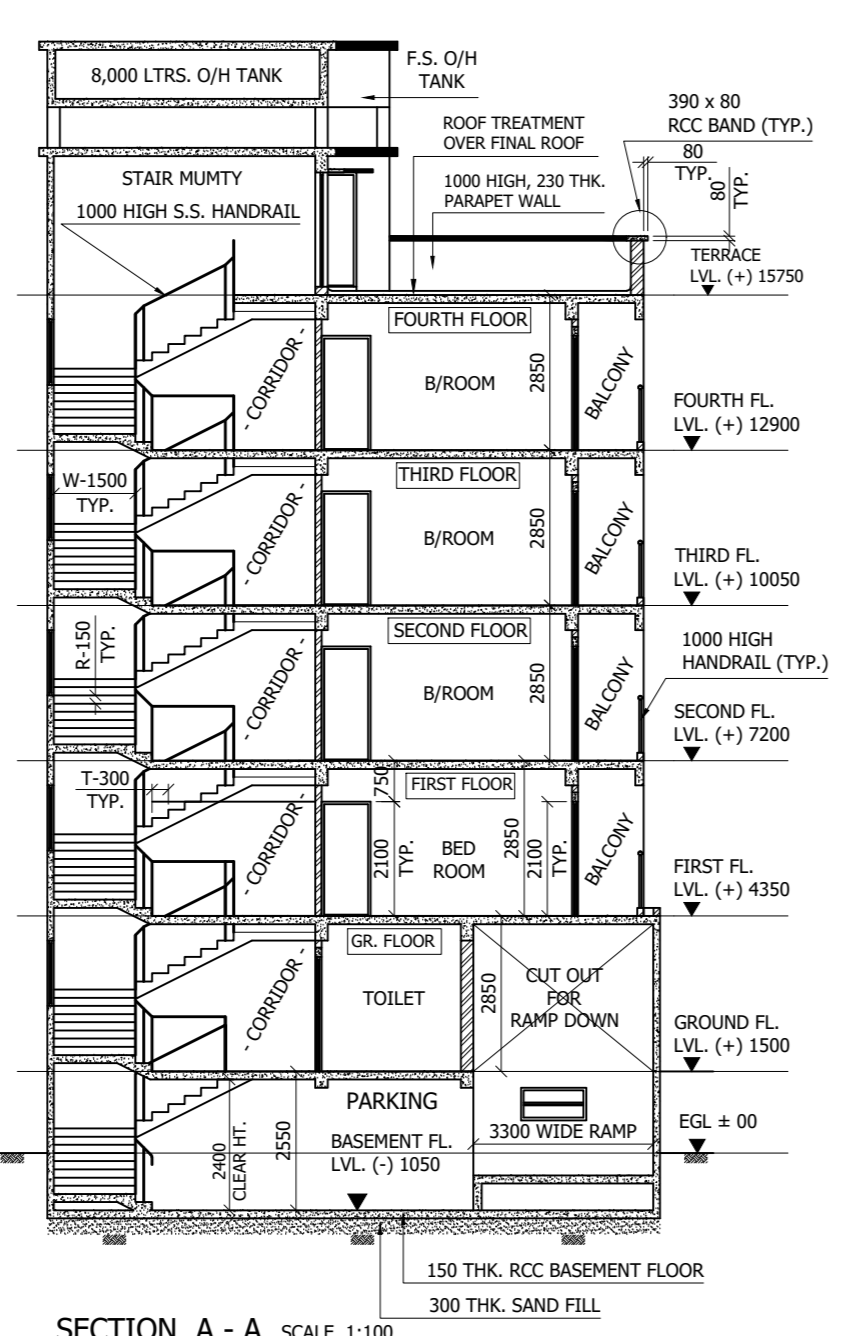 8,000 LTRS. O/H TANK
F.S. O/H
TANK
390 x 80
RCC BAND (TYP.)
ROOF TREATMENT
OVER FINAL ROOF
80
TYP.
80
TYP.
STAIR MUMTY
1000 HIGH S.S. HANDRAIL
1000 HIGH, 230 THK.
PARAPET WALL
TERRACE
LVL. (+) 15750
FOURTH FLOOR
- CORRIDOR -
B/ROOM
2850
BALCONY
FOURTH FL.
LVL. (+) 12900
W-1500
TYP.
THIRD FLOOR
- CORRIDOR -
B/ROOM
2850
BALCONY
THIRD FL.
LVL. (+) 10050
R-150
TYP.
SECOND FLOOR
- CORRIDOR -
B/ROOM
2850
BALCONY
1000 HIGH
HANDRAIL (TYP.)
SECOND FL.
LVL. (+) 7200
T-300
TYP.
FIRST FLOOR
- CORRIDOR -
750
2100
TYP.
BED
ROOM
2850
2100
TYP.
BALCONY
FIRST FL.
LVL. (+) 4350
GR. FLOOR
- CORRIDOR -
TOILET
2850
CUT OUT
FOR
RAMP DOWN
GROUND FL.
LVL. (+) 1500
PARKING
2400
CLEAR HT.
2550
BASEMENT FL.
LVL. (-) 1050
3300 WIDE RAMP
EGL ± 00
150 THK. RCC BASEMENT FLOOR
300 THK. SAND FILL
SECTION A - A SCALE 1:100